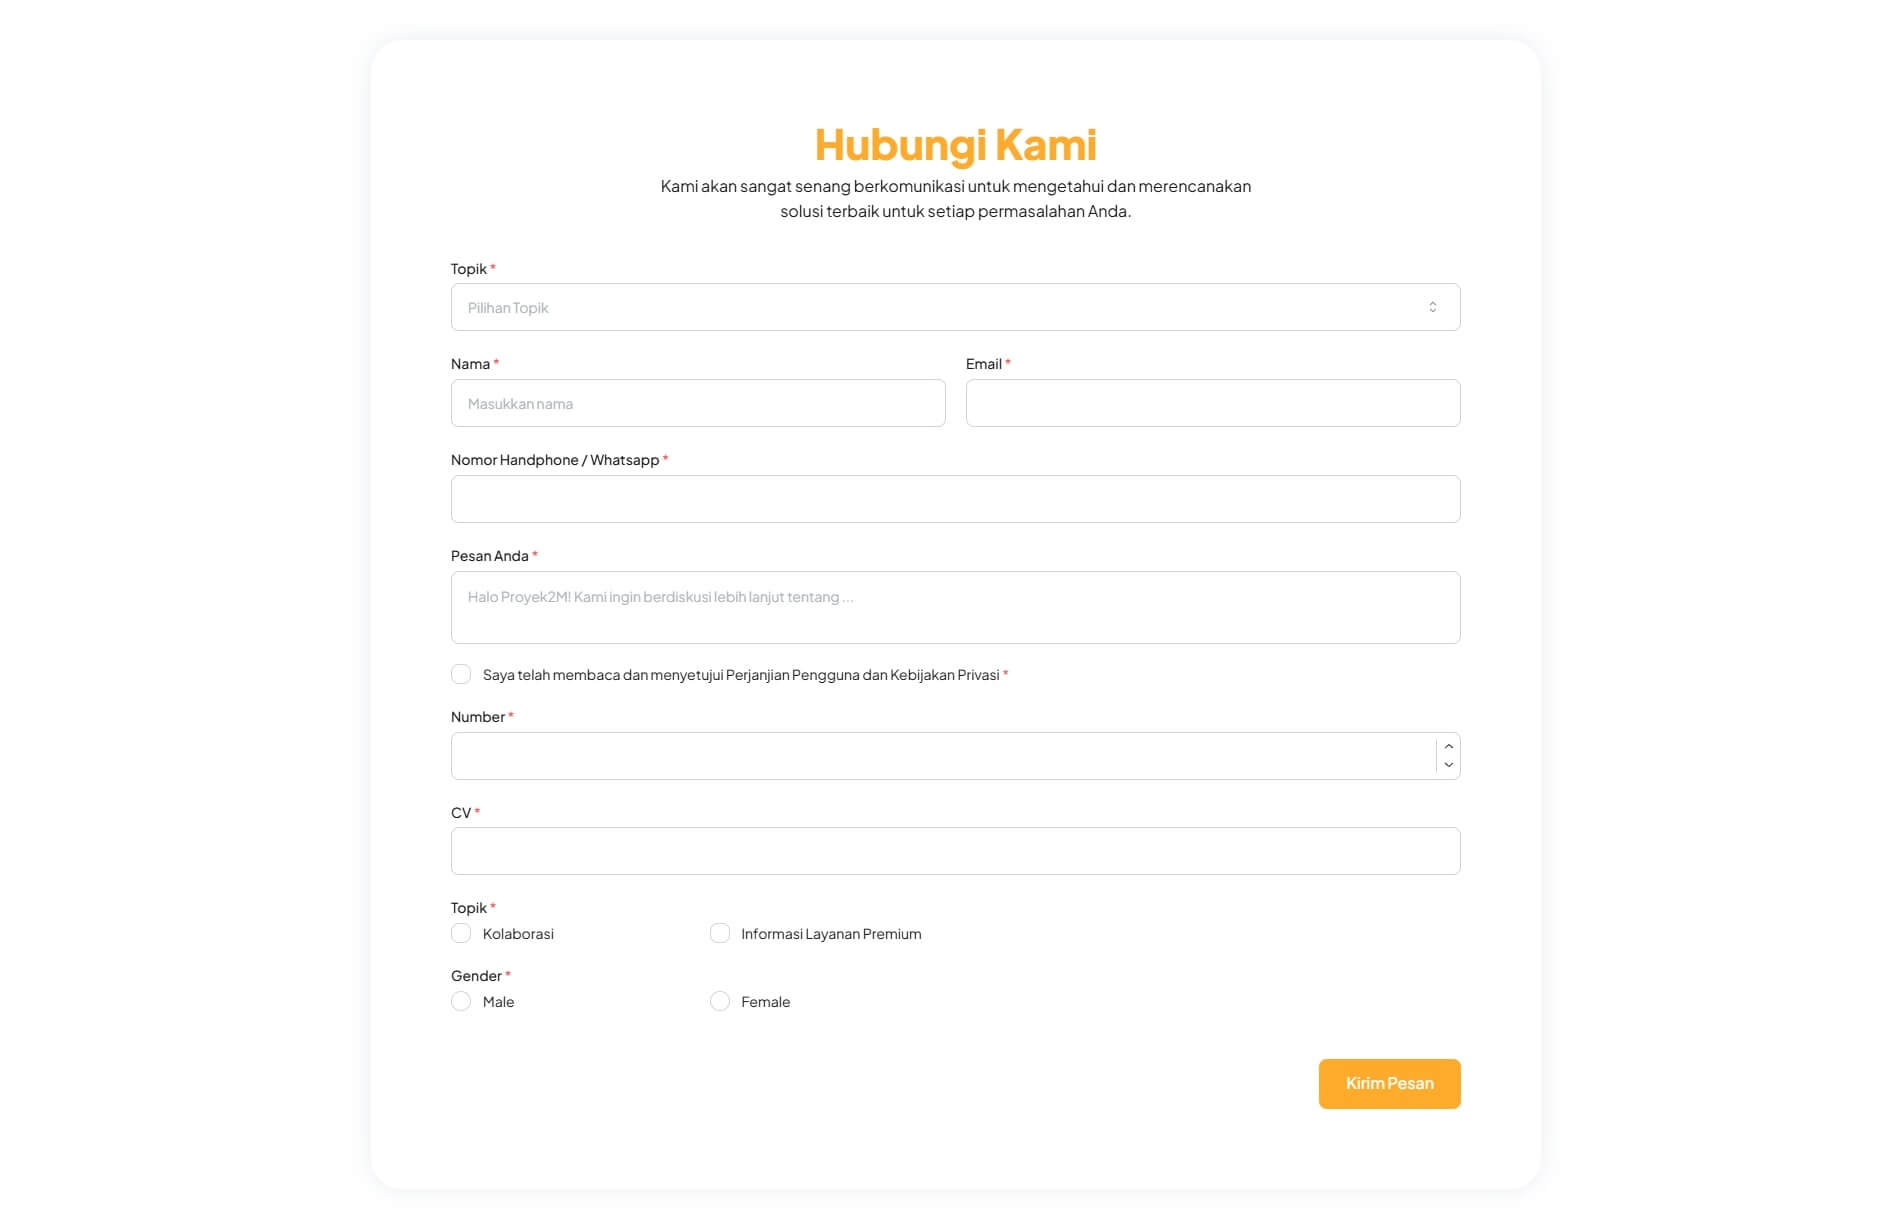 Hubungi Kami
Kami akan sangat senang berkomunikasi untuk mengetahui dan merencanakan
solusi terbaik untuk setiap permasalahan Anda.
Topik *
Pilihan Topik
Nama *
Email *
Masukkan nama
Nomor Handphone / Whatsapp *
Pesan Anda *
Halo Proyek2M! Kami ingin berdiskusi lebih lanjut tentang ...
Saya telah membaca dan menyetujui Perjanjian Pengguna dan Kebijakan Privasi *
Number *
CV *
Topik *
Kolaborasi
Informasi Layanan Premium
Gender *
Male
Female
Kirim Pesan